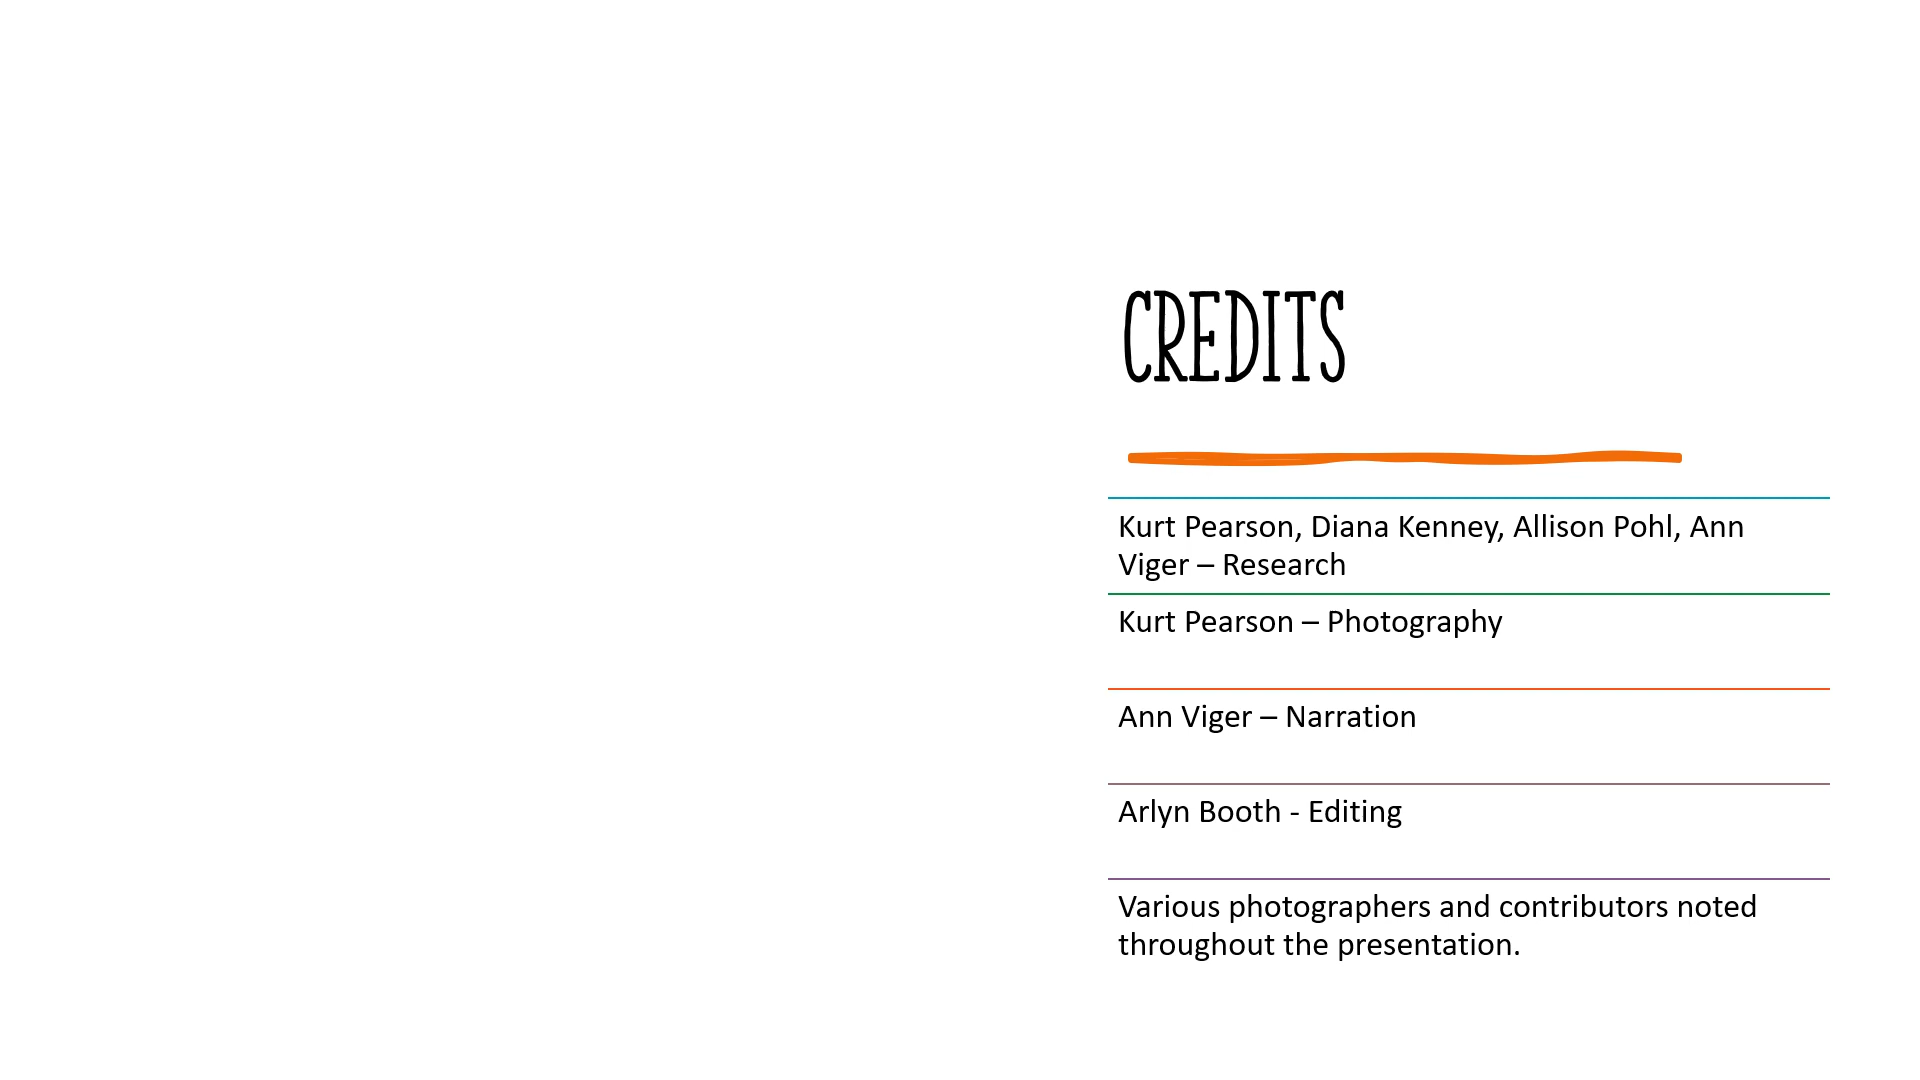 CREDITS
Kurt Pearson, Diana Kenney, Allison Pohl, Ann
Viger – Research
Kurt Pearson – Photography
Ann Viger – Narration
Arlyn Booth - Editing
Various photographers and contributors noted
throughout the presentation.